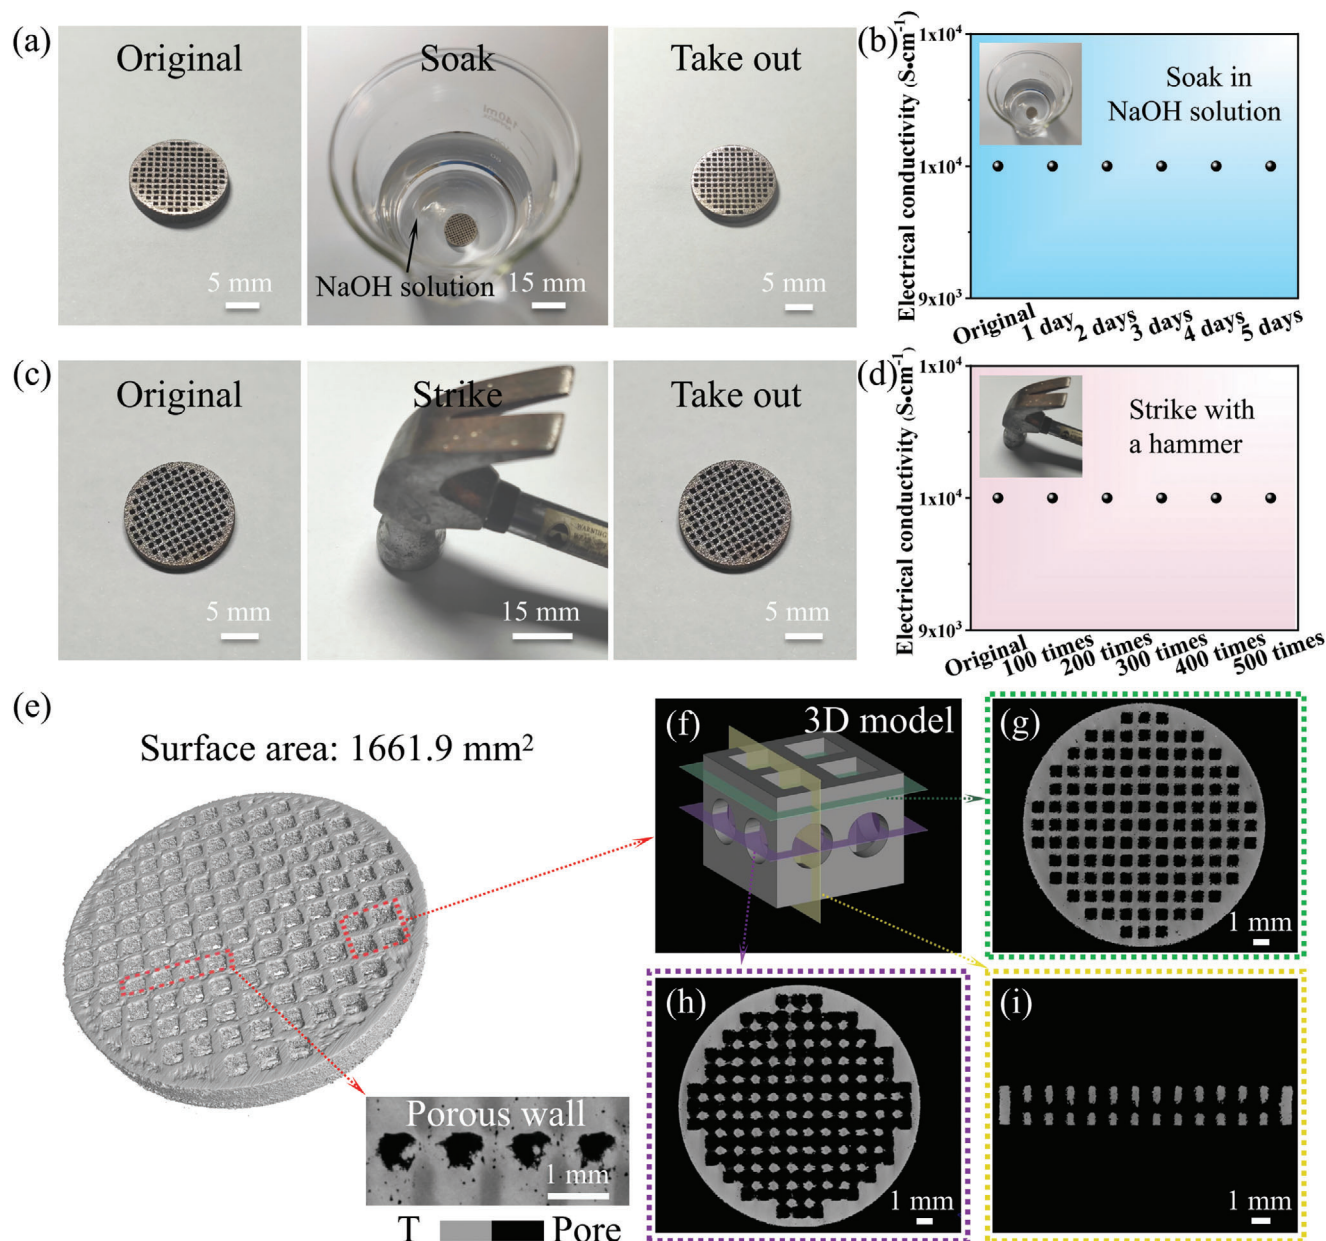 (a)
Original
Soak
Take out
140ml
NaOH solution
5 mm
15 mm
5 mm
(b)
Electrical conductivity (S•cm⁻¹)
1x10⁴
1x10⁴
9x10³
Soak in
NaOH solution
Original
1 day
2 days
3 days
4 days
5 days
(c)
Original
Strike
Take out
WARNING
5 mm
15 mm
5 mm
(d)
Electrical conductivity (S•cm⁻¹)
1x10⁴
1x10⁴
9x10³
Strike with
a hammer
Original
100 times
200 times
300 times
400 times
500 times
(e)
Surface area: 1661.9 mm²
Porous wall
1 mm
T
Pore
(f)
3D model
(g)
1 mm
(h)
1 mm
(i)
1 mm